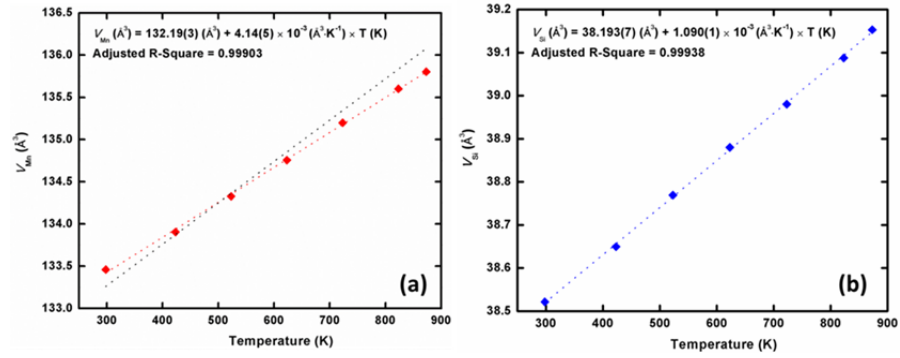 V_Mn (Å³) = 132.19(3) (Å³) + 4.14(5) × 10⁻³ (Å³·K⁻¹) × T (K)
Adjusted R-Square = 0.99903
136.5
136.0
135.5
135.0
134.5
134.0
133.5
133.0
V_Mn (Å³)
300 400 500 600 700 800 900
Temperature (K)
(a)
V_Si (Å³) = 38.193(7) (Å³) + 1.090(1) × 10⁻³ (Å³·K⁻¹) × T (K)
Adjusted R-Square = 0.99938
39.2
39.1
39.0
38.9
38.8
38.7
38.6
38.5
V_Si (Å³)
300 400 500 600 700 800 900
Temperature (K)
(b)